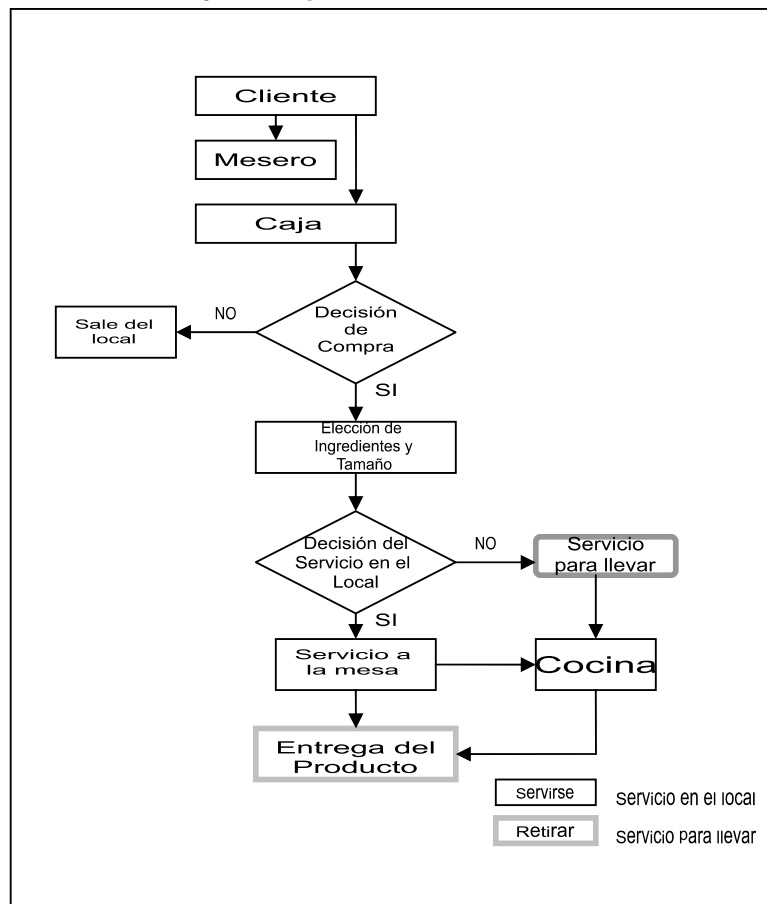 Cliente
Mesero
Caja
Decisión
de
Compra
NO
Sale del
local
SI
Elección de
Ingredientes y
Tamaño
Decisión del
Servicio en el
Local
NO
Servicio
para llevar
SI
Servicio a
la mesa
Cocina
Entrega del
Producto
Servirse
Servicio en el local
Retirar
Servicio para llevar